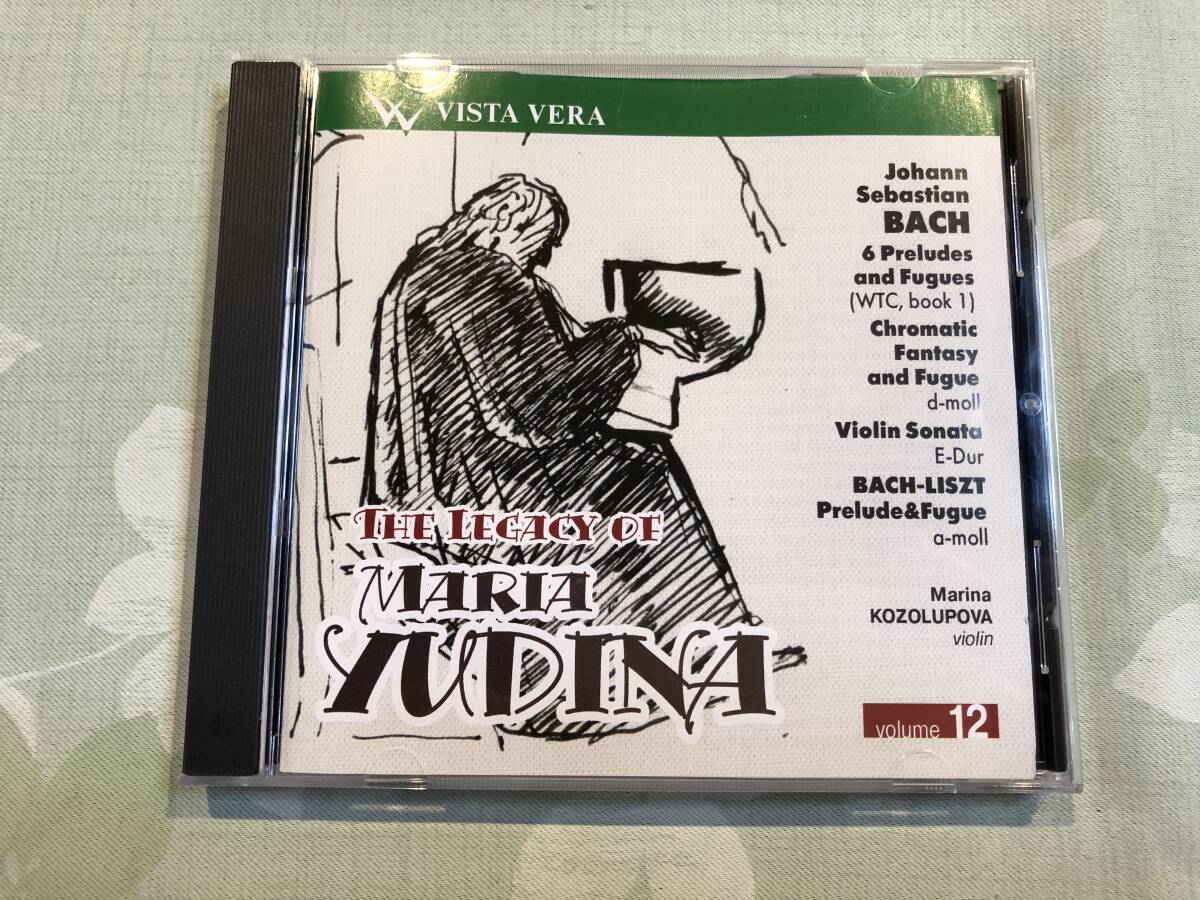 VISTA VERA
Johann
Sebastian
BACH
6 Preludes
and Fugues
(WTC, book 1)
Chromatic
Fantasy
and Fugue
d-moll
Violin Sonata
E-Dur
BACH-LISZT
Prelude&Fugue
a-moll
THE LEGACY OF
MARIA
YUDINA
Marina
KOZOLUPOVA
violin
volume 12